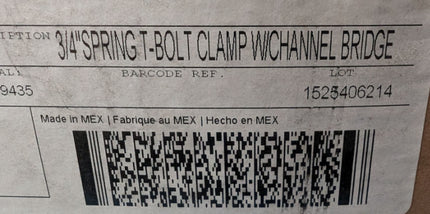 IPTION 3/4"SPRING T-BOLT CLAMP W/CHANNEL BRIDGE
BARCODE REF. LOT
9435 1525406214
Made in MEX | Fabrique au MEX | Hecho en MEX